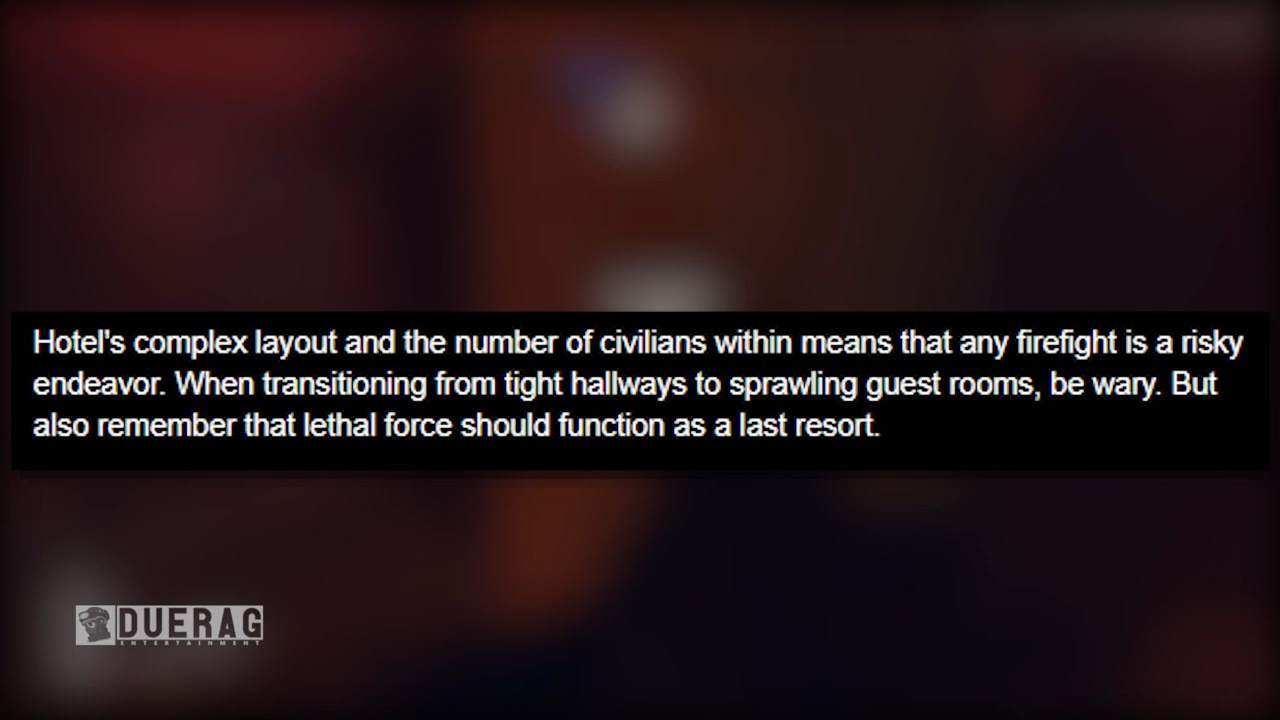 Hotel's complex layout and the number of civilians within means that any firefight is a risky
endeavor. When transitioning from tight hallways to sprawling guest rooms, be wary. But
also remember that lethal force should function as a last resort.
DUERAG
ENTERTAINMENT